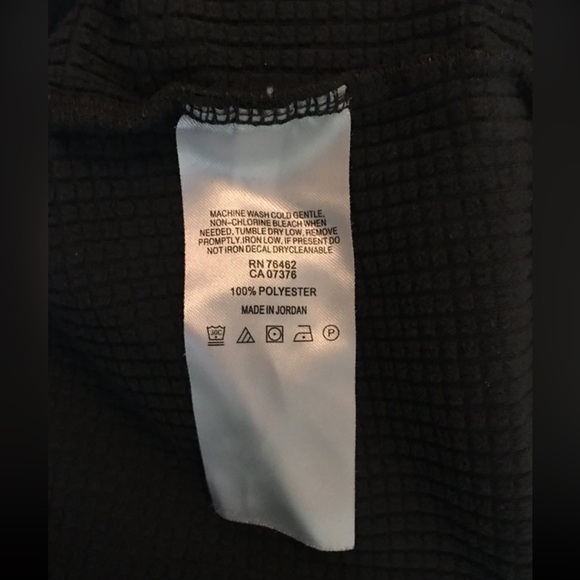 MACHINE WASH COLD GENTLE,
NON-CHLORINE BLEACH WHEN
NEEDED, TUMBLE DRY LOW, REMOVE
PROMPTLY. IRON LOW, IF PRESENT DO
NOT IRON DECAL DRYCLEANABLE
RN 76462
CA 07376
100% POLYESTER
MADE IN JORDAN
30C P